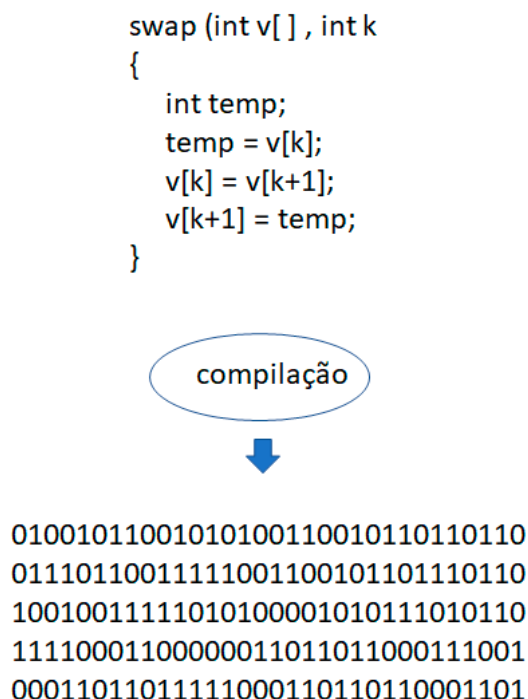 swap (int v[ ] , int k
{
int temp;
temp = v[k];
v[k] = v[k+1];
v[k+1] = temp;
}
compilação
01001011001010100110010110110110
01110110011111001100101101110110
10010011111010100001010111010110
11110001100000011011011000111001
00011011011111000110110110001101